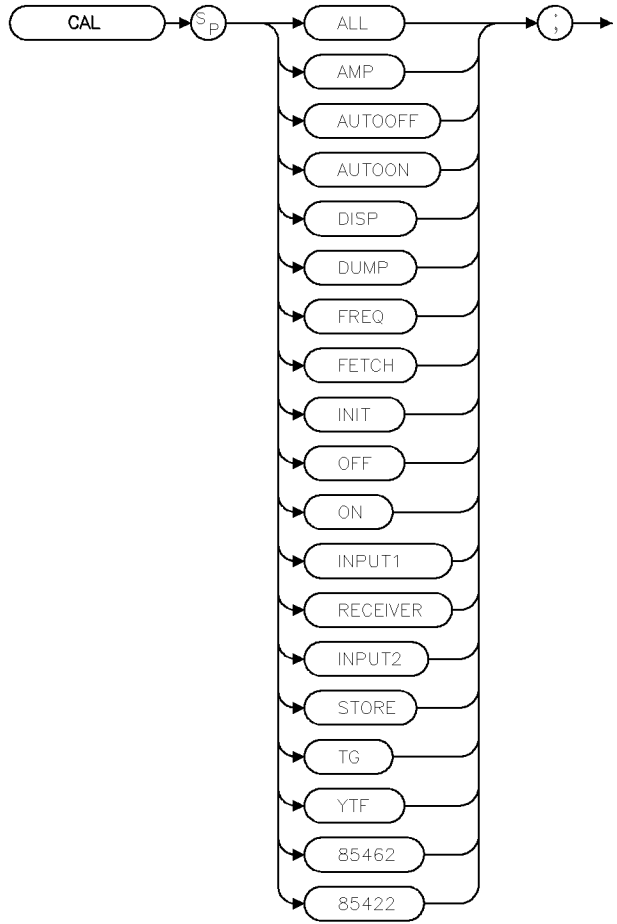 CAL SP ALL ;
AMP
AUTOOFF
AUTOON
DISP
DUMP
FREQ
FETCH
INIT
OFF
ON
INPUT1
RECEIVER
INPUT2
STORE
TG
YTF
85462
85422